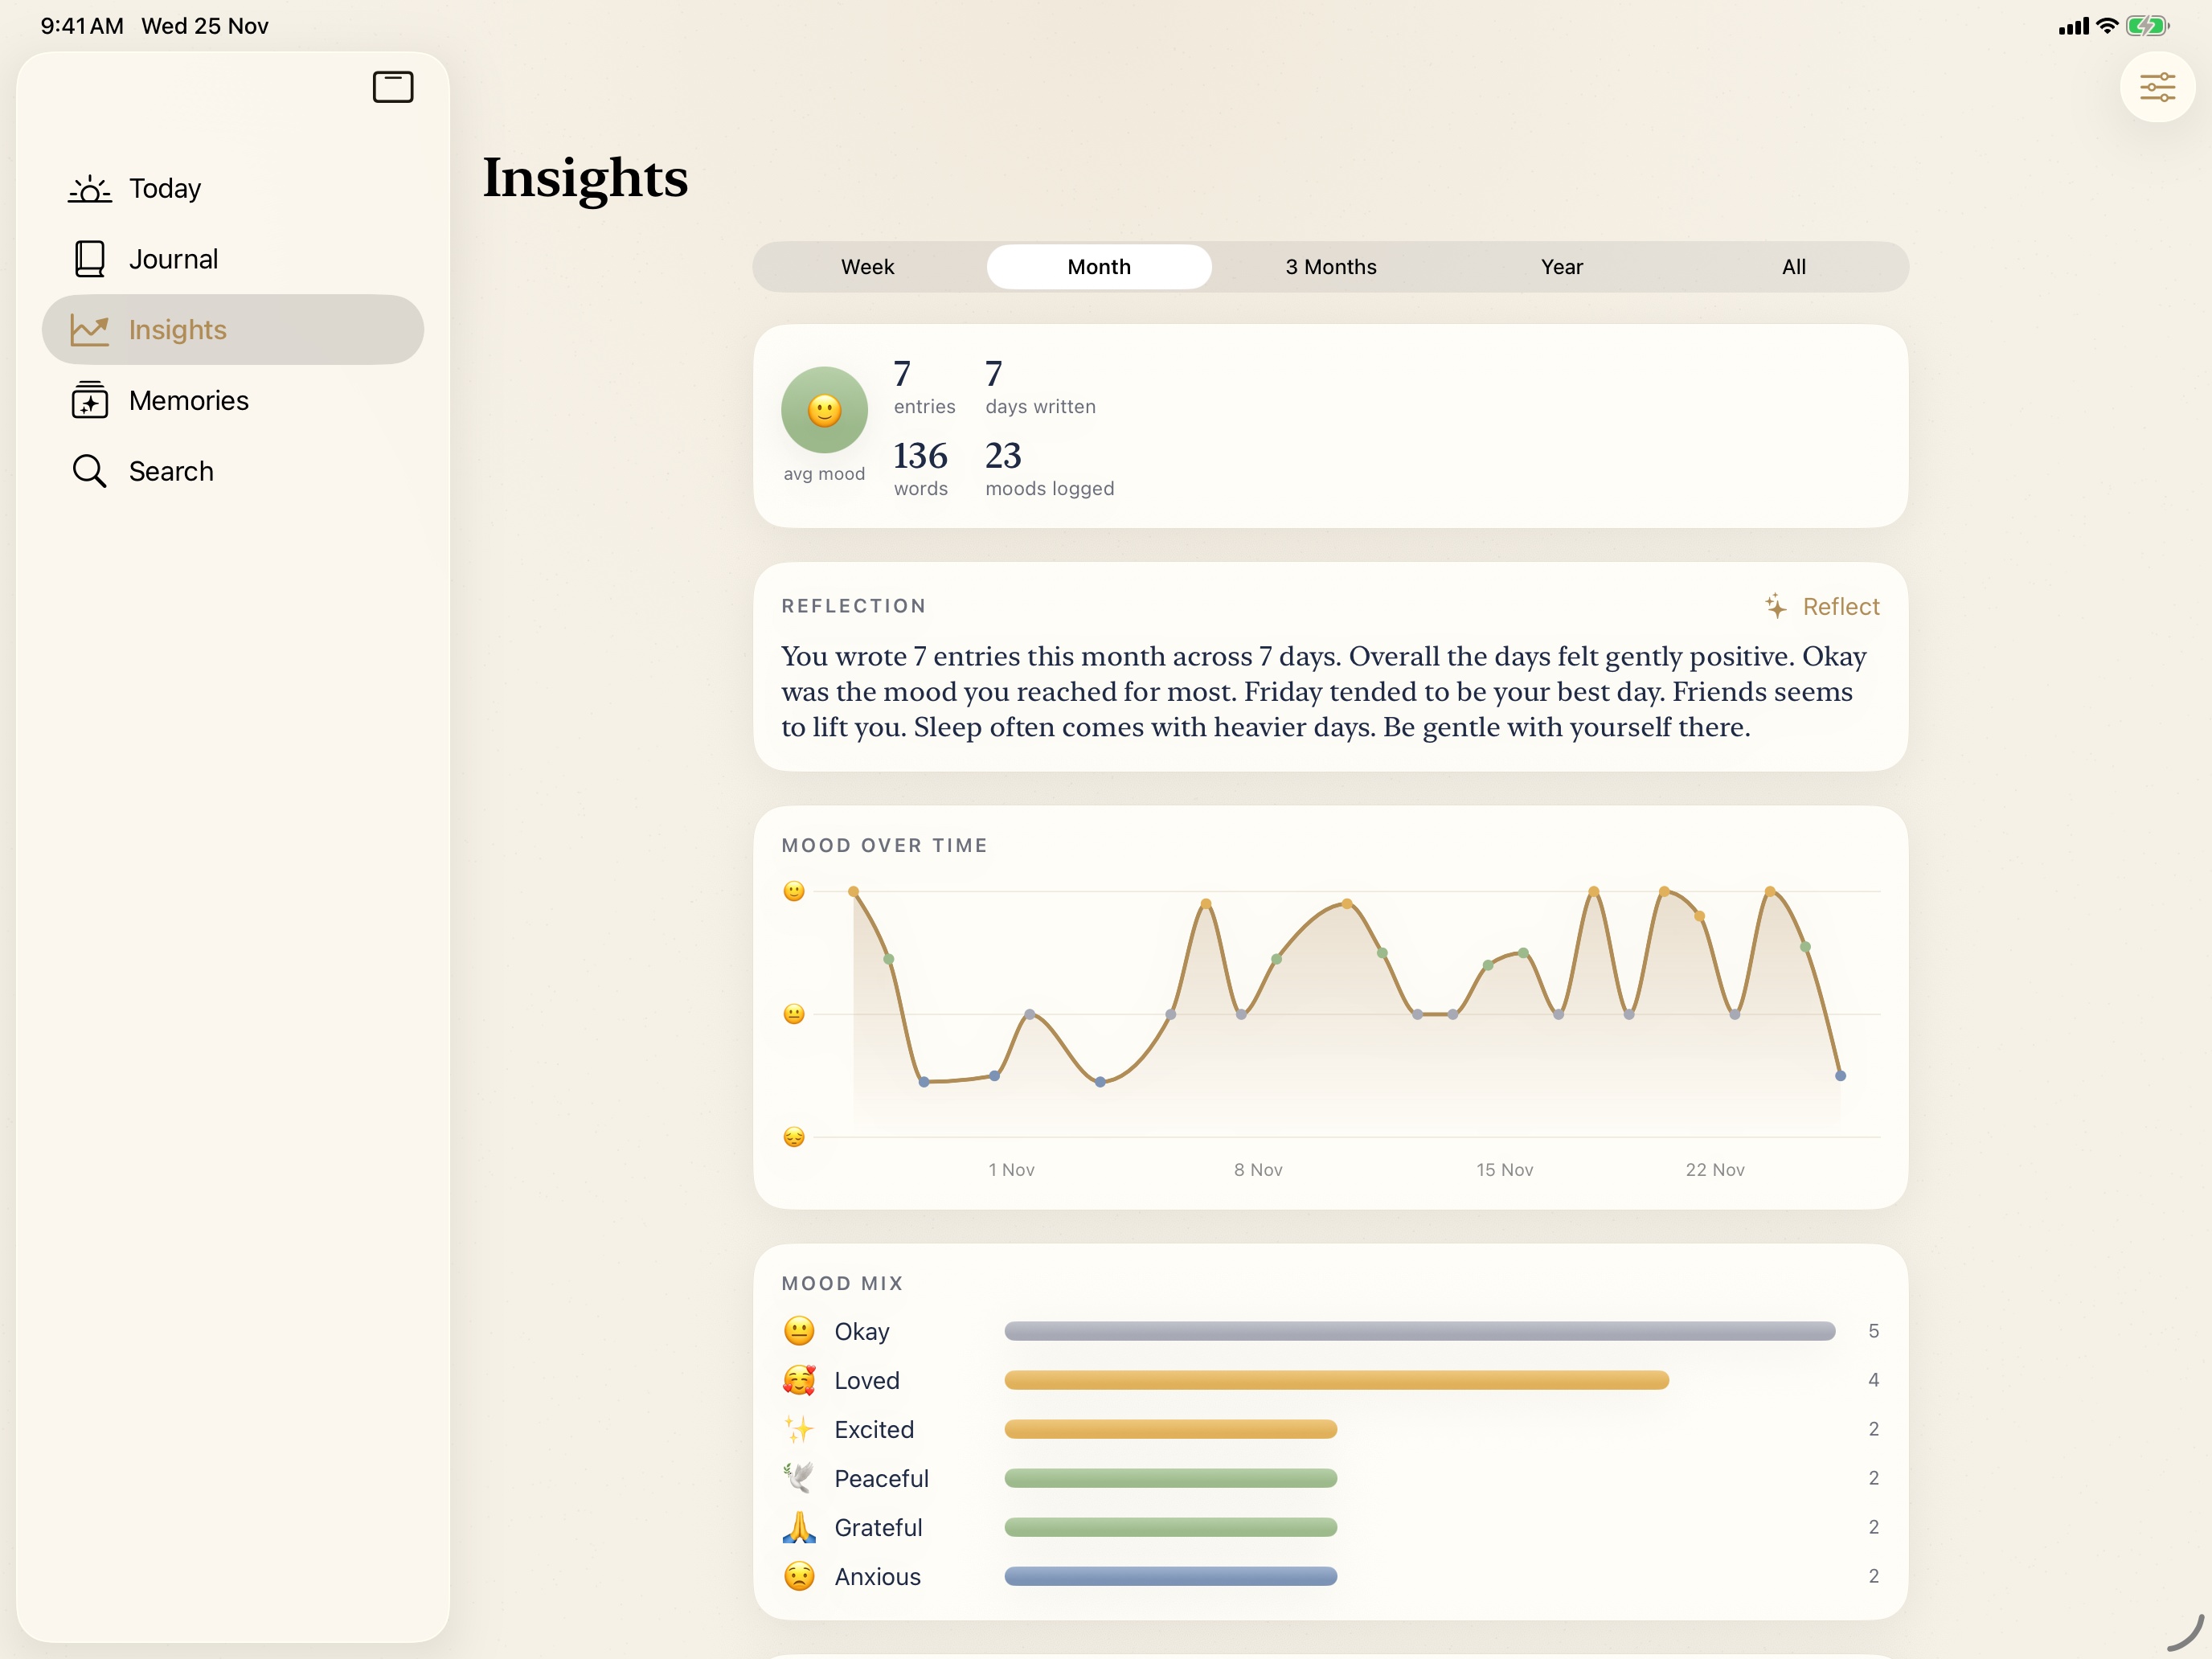 9:41 AM Wed 25 Nov
Today
Journal
Insights
Memories
Search
Insights
Week Month 3 Months Year All
7 7
entries days written
136 23
words moods logged
avg mood
REFLECTION Reflect
You wrote 7 entries this month across 7 days. Overall the days felt gently positive. Okay
was the mood you reached for most. Friday tended to be your best day. Friends seems
to lift you. Sleep often comes with heavier days. Be gentle with yourself there.
MOOD OVER TIME
1 Nov 8 Nov 15 Nov 22 Nov
MOOD MIX
Okay 5
Loved 4
Excited 2
Peaceful 2
Grateful 2
Anxious 2